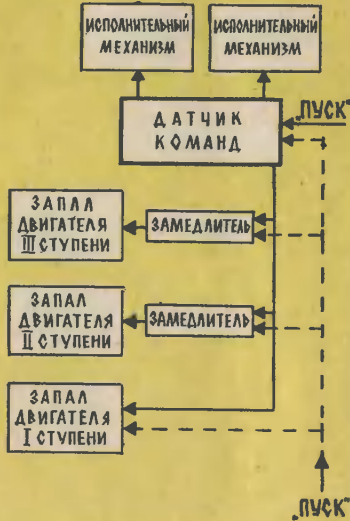 ИСПОЛНИТЕЛЬНЫЙ
МЕХАНИЗМ
ИСПОЛНИТЕЛЬНЫЙ
МЕХАНИЗМ
ДАТЧИК
КОМАНД
„ПУСК"
ЗАПАЛ
ДВИГАТЕЛЯ
III СТУПЕНИ
ЗАМЕДЛИТЕЛЬ
ЗАПАЛ
ДВИГАТЕЛЯ
II СТУПЕНИ
ЗАМЕДЛИТЕЛЬ
ЗАПАЛ
ДВИГАТЕЛЯ
I СТУПЕНИ
„ПУСК"